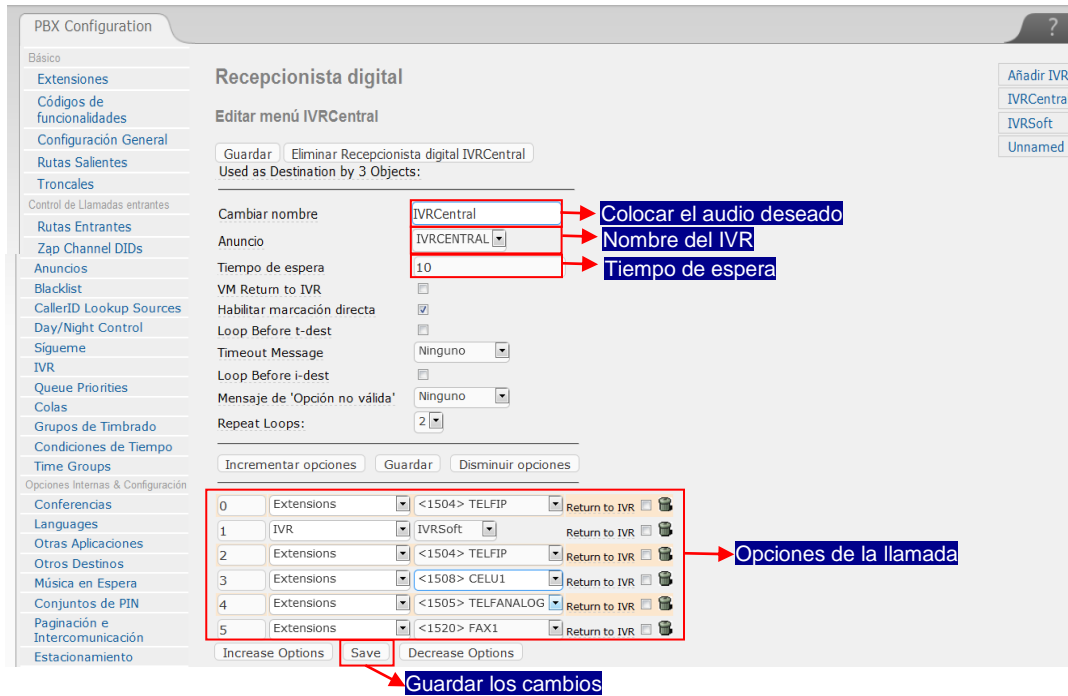 PBX Configuration
?
Básico
Extensiones
Códigos de
funcionalidades
Configuración General
Rutas Salientes
Troncales
Control de Llamadas entrantes
Rutas Entrantes
Zap Channel DIDs
Anuncios
Blacklist
CallerID Lookup Sources
Day/Night Control
Sígueme
IVR
Queue Priorities
Colas
Grupos de Timbrado
Condiciones de Tiempo
Time Groups
Opciones Internas & Configuración
Conferencias
Languages
Otras Aplicaciones
Otros Destinos
Música en Espera
Conjuntos de PIN
Paginación e
Intercomunicación
Estacionamiento
Recepcionista digital
Editar menú IVRCentral
Guardar Eliminar Recepcionista digital IVRCentral
Used as Destination by 3 Objects:
Cambiar nombre IVRCentral Colocar el audio deseado
Anuncio IVRCENTRAL Nombre del IVR
Tiempo de espera 10 Tiempo de espera
VM Return to IVR
Habilitar marcación directa
Loop Before t-dest
Timeout Message Ninguno
Loop Before i-dest
Mensaje de 'Opción no válida' Ninguno
Repeat Loops: 2
Incrementar opciones Guardar Disminuir opciones
0 Extensions <1504> TELFIP Return to IVR
1 IVR IVRSoft Return to IVR
2 Extensions <1504> TELFIP Return to IVR
3 Extensions <1508> CELU1 Return to IVR
4 Extensions <1505> TELFANALOG Return to IVR
5 Extensions <1520> FAX1 Return to IVR
Opciones de la llamada
Increase Options Save Decrease Options
Guardar los cambios
Añadir IVR
IVRCentra
IVRSoft
Unnamed